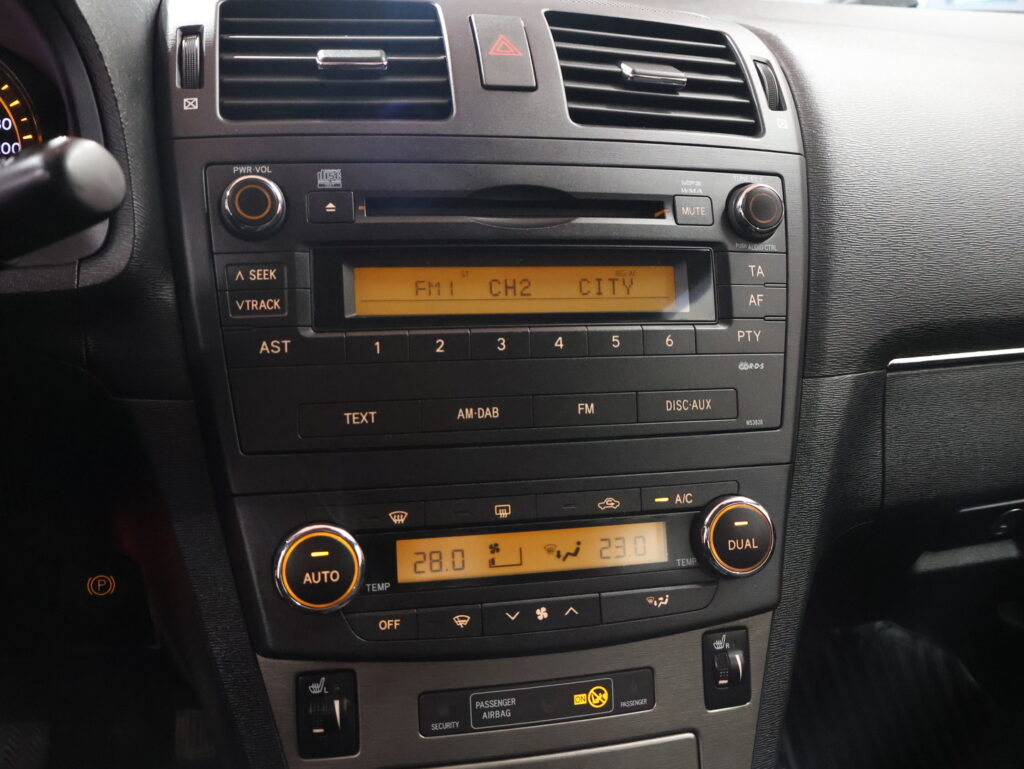 PWR·VOL
MUTE
WMA
∧ SEEK
TA
ST
FM1 CH2 CITY
∨TRACK
AF
AST
1 2 3 4 5 6
PTY
R·D·S
TEXT
AM·DAB
FM
DISC·AUX
A/C
AUTO
TEMP
28.0
23.0
TEMP
DUAL
OFF
P
L
R
SECURITY
PASSENGER
AIRBAG
ON
PASSENGER